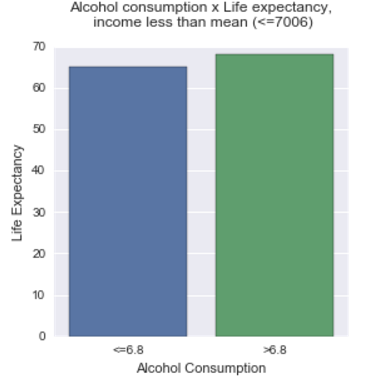 Alcohol consumption x Life expectancy,
income less than mean (<=7006)
70
60
50
40
30
20
10
0
Life Expectancy
<=6.8
>6.8
Alcohol Consumption